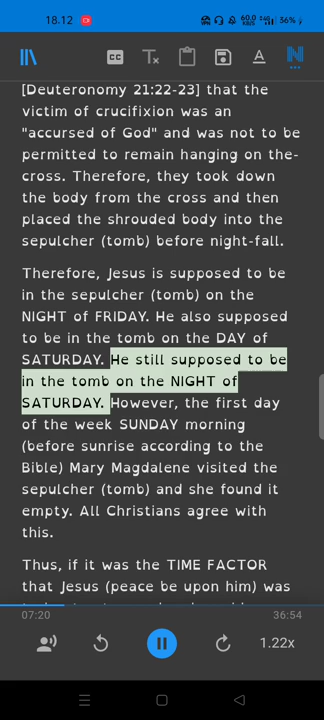 18.12
60.0
36%
CC
T×
A
N
[Deuteronomy 21:22-23] that the
victim of crucifixion was an
"accursed of God" and was not to be
permitted to remain hanging on the-
cross. Therefore, they took down
the body from the cross and then
placed the shrouded body into the
sepulcher (tomb) before night-fall.
Therefore, Jesus is supposed to be
in the sepulcher (tomb) on the
NIGHT of FRIDAY. He also supposed
to be in the tomb on the DAY of
SATURDAY. He still supposed to be
in the tomb on the NIGHT of
SATURDAY. However, the first day
of the week SUNDAY morning
(before sunrise according to the
Bible) Mary Magdalene visited the
sepulcher (tomb) and she found it
empty. All Christians agree with
this.
Thus, if it was the TIME FACTOR
that Jesus (peace be upon him) was
07:20
36:54
1.22x